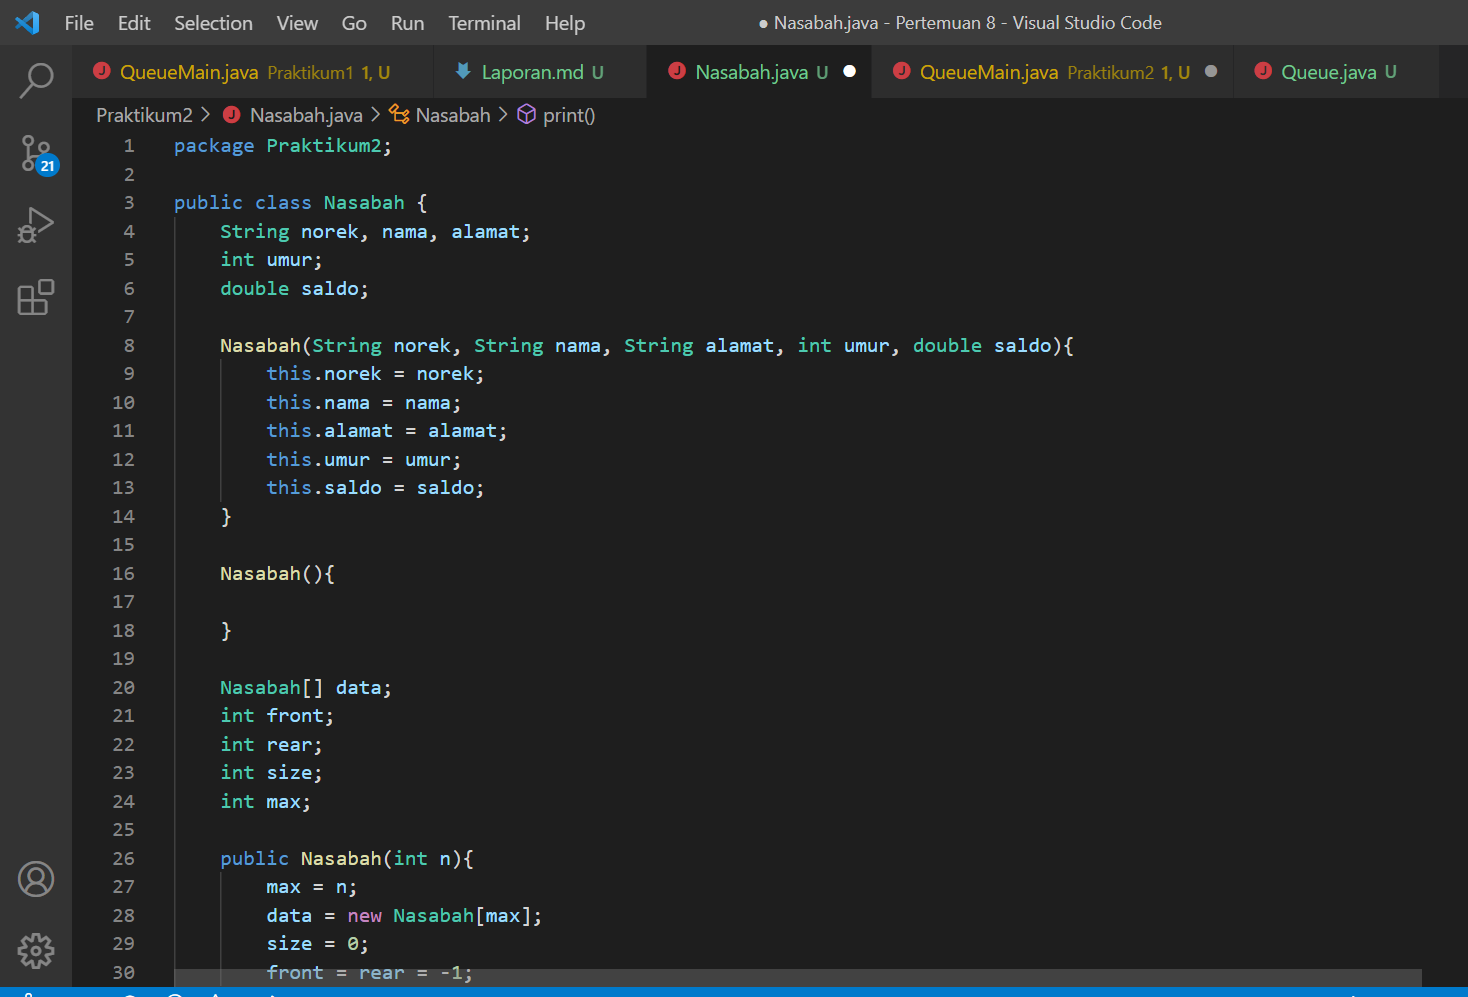 File Edit Selection View Go Run Terminal Help ● Nasabah.java - Pertemuan 8 - Visual Studio Code
QueueMain.java Praktikum1 1, U Laporan.md U Nasabah.java U QueueMain.java Praktikum2 1, U Queue.java U
Praktikum2 > Nasabah.java > Nasabah > print()
1 package Praktikum2;
2
3 public class Nasabah {
4 String norek, nama, alamat;
5 int umur;
6 double saldo;
7
8 Nasabah(String norek, String nama, String alamat, int umur, double saldo){
9 this.norek = norek;
10 this.nama = nama;
11 this.alamat = alamat;
12 this.umur = umur;
13 this.saldo = saldo;
14 }
15
16 Nasabah(){
17
18 }
19
20 Nasabah[] data;
21 int front;
22 int rear;
23 int size;
24 int max;
25
26 public Nasabah(int n){
27 max = n;
28 data = new Nasabah[max];
29 size = 0;
30 front = rear = -1;
21